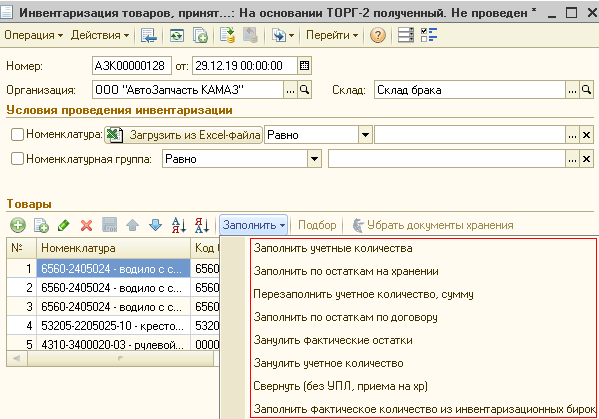 Инвентаризация товаров, принят...: На основании ТОРГ-2 полученный. Не проведен *
Операция Действия Перейти
Номер: АЗК00000128 от: 29.12.19 00:00:00
Организация: ООО "АвтоЗапчасть КАМАЗ" ... Склад: Склад брака ...
Условия проведения инвентаризации
Номенклатура: Загрузить из Excel-файла Равно ...
Номенклатурная группа: Равно ...
Товары
Заполнить Подбор Убрать документы хранения
№ Номенклатура Код
1 6560-2405024 - водило с с... 6560
2 6560-2405024 - водило с с... 6560
3 6560-2405024 - водило с с... 6560
4 53205-2205025-10 - кресто... 5320
5 4310-3400020-03 - рулевой... 0000
Заполнить учетные количества
Заполнить по остаткам на хранении
Перезаполнить учетное количество, сумму
Заполнить по остаткам по договору
Занулить фактические остатки
Занулить учетное количество
Свернуть (без УПЛ, приема на хр)
Заполнить фактическое количество из инвентаризационных бирок